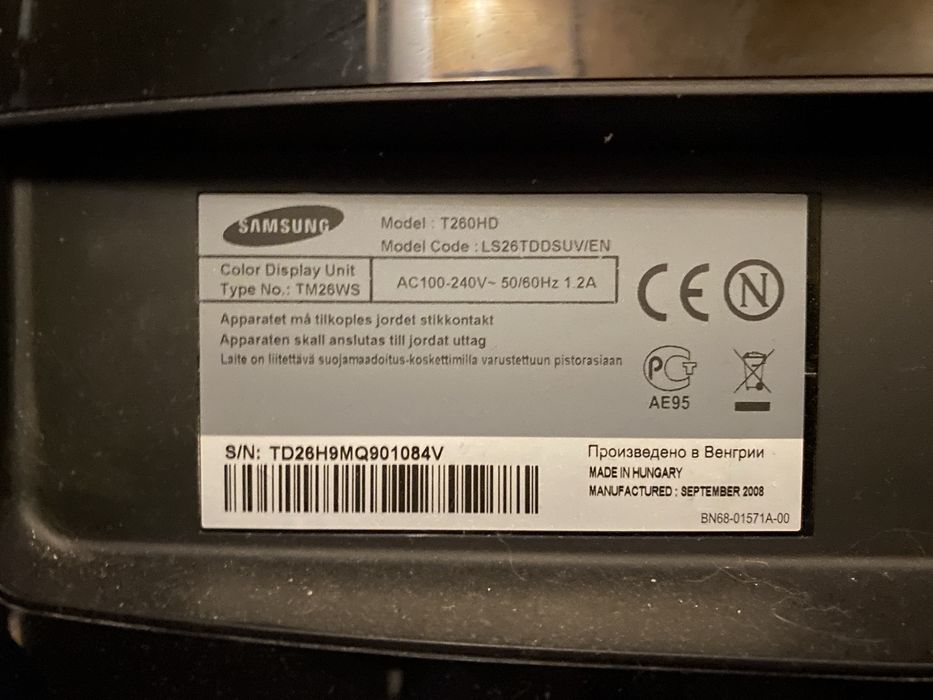 SAMSUNG
Model : T260HD
Model Code : LS26TDDSUV/EN
Color Display Unit
Type No.: TM26WS
AC100-240V~ 50/60Hz 1.2A
Apparatet må tilkoples jordet stikkontakt
Apparaten skall anslutas till jordat uttag
Laite on liitettävä suojamaadoitus-koskettimilla varustettuun pistorasiaan
CE
N
PCT
AE95
S/N: TD26H9MQ901084V
Произведено в Венгрии
MADE IN HUNGARY
MANUFACTURED : SEPTEMBER 2008
BN68-01571A-00